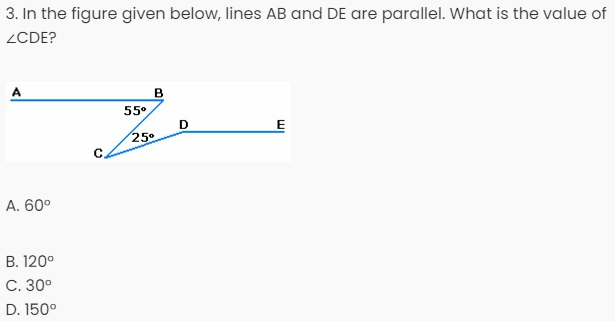 3. In the figure given below, lines AB and DE are parallel. What is the value of
∠CDE?
A B
55°
D E
25°
C
A. 60°
B. 120°
C. 30°
D. 150°